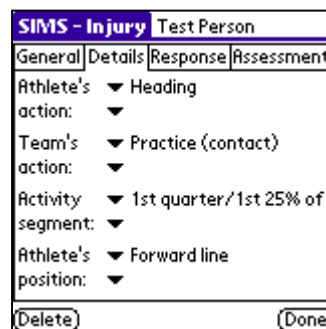 SIMS - Injury Test Person
General Details Response Assessment
Athlete's Heading
action:
Team's Practice (contact)
action:
Activity 1st quarter/1st 25% of
segment:
Athlete's Forward line
position:
Delete Done